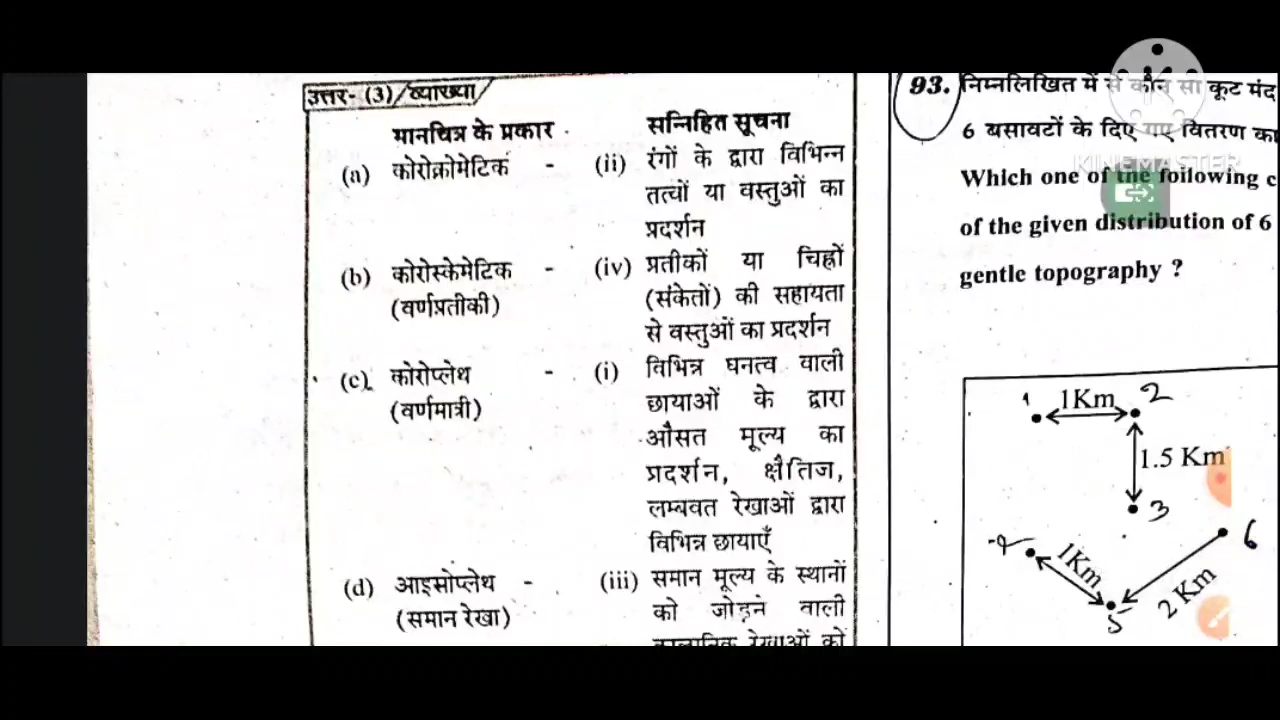 उत्तर- (3)/व्याख्या
मानचित्र के प्रकार
सन्निहित सूचना
(a) कोरोक्रोमेटिक - (ii) रंगों के द्वारा विभिन्न
तत्वों या वस्तुओं का
प्रदर्शन
(b) कोरोस्केमेटिक - (iv) प्रतीकों या चिह्नों
(वर्णप्रतीकी) (संकेतों) की सहायता
से वस्तुओं का प्रदर्शन
(c) कोरोप्लेथ - (i) विभिन्न घनत्व वाली
(वर्णमात्री) छायाओं के द्वारा
औसत मूल्य का
प्रदर्शन, क्षैतिज,
लम्बवत रेखाओं द्वारा
विभिन्न छायाएँ
(d) आइसोप्लेथ - (iii) समान मूल्य के स्थानों
(समान रेखा) को जोड़ने वाली
काल्पनिक रेखाओं को
93. निम्नलिखित में से कौन सा कूट मंद
6 बसावटों के दिए गए वितरण का
KINEMASTER
Which one of the following c
of the given distribution of 6
gentle topography ?
1 1Km 2
1.5 Km
3
4 1Km
5
2 Km
6